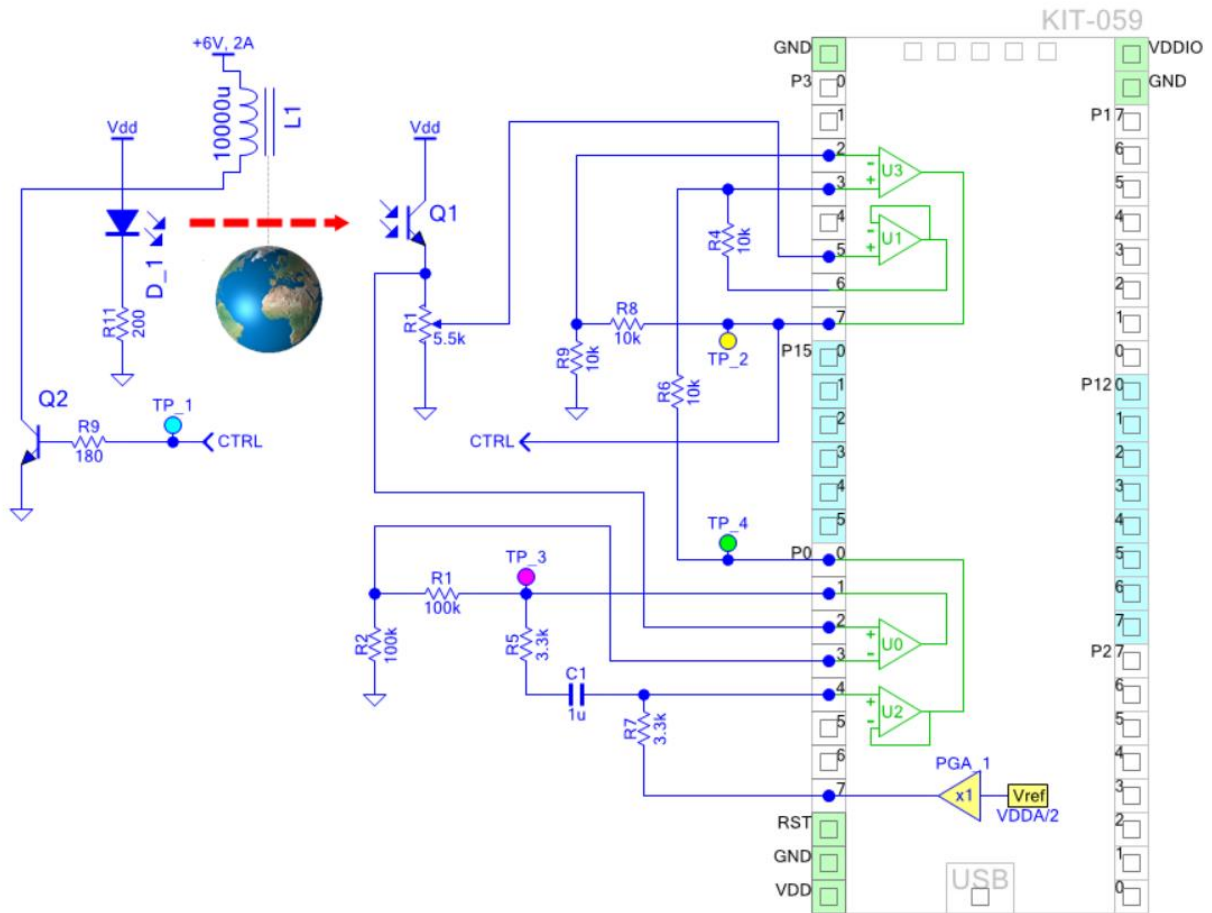 KIT-059
+6V, 2A
10000u
L1
Vdd
D_1
R11
200
Vdd
Q1
R1
5.5k
Q2
R9
180
TP_1
CTRL
GND
P3
0
1
2
3
4
5
6
7
U3
U1
R4
10k
R8
10k
R9
10k
TP_2
R6
10k
CTRL
P15
0
1
2
3
4
5
TP_4
P0
0
1
2
3
4
5
6
7
TP_3
R1
100k
R2
100k
R5
3.3k
C1
1u
R7
3.3k
U0
U2
PGA_1
x1
Vref
VDDA/2
RST
GND
VDD
USB
VDDIO
GND
P1
7
6
5
4
3
2
1
0
P12
0
1
2
3
4
5
6
7
P2
7
6
5
4
3
2
1
0
- +
- +
+ -
+ -